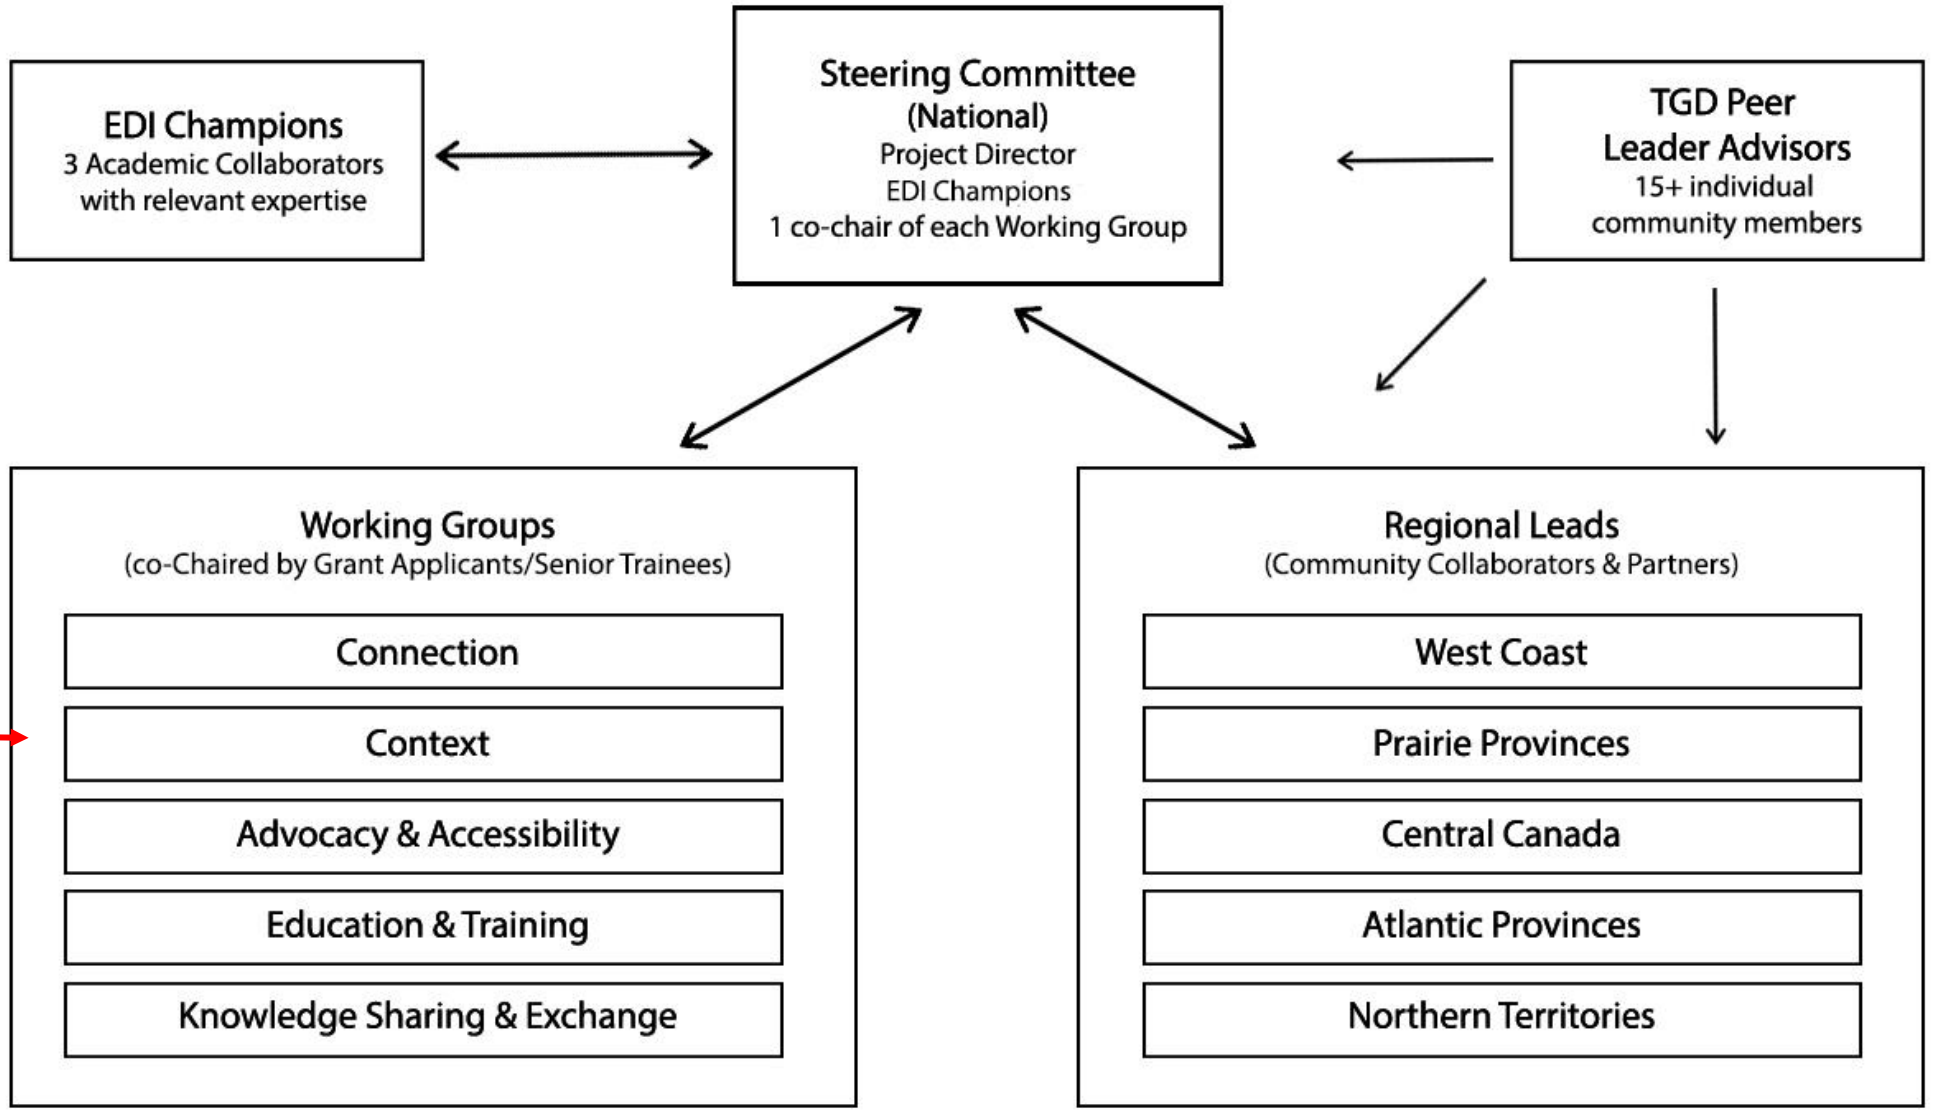 EDI Champions
3 Academic Collaborators
with relevant expertise
Steering Committee
(National)
Project Director
EDI Champions
1 co-chair of each Working Group
TGD Peer
Leader Advisors
15+ individual
community members
Working Groups
(co-Chaired by Grant Applicants/Senior Trainees)
Connection
Context
Advocacy & Accessibility
Education & Training
Knowledge Sharing & Exchange
Regional Leads
(Community Collaborators & Partners)
West Coast
Prairie Provinces
Central Canada
Atlantic Provinces
Northern Territories